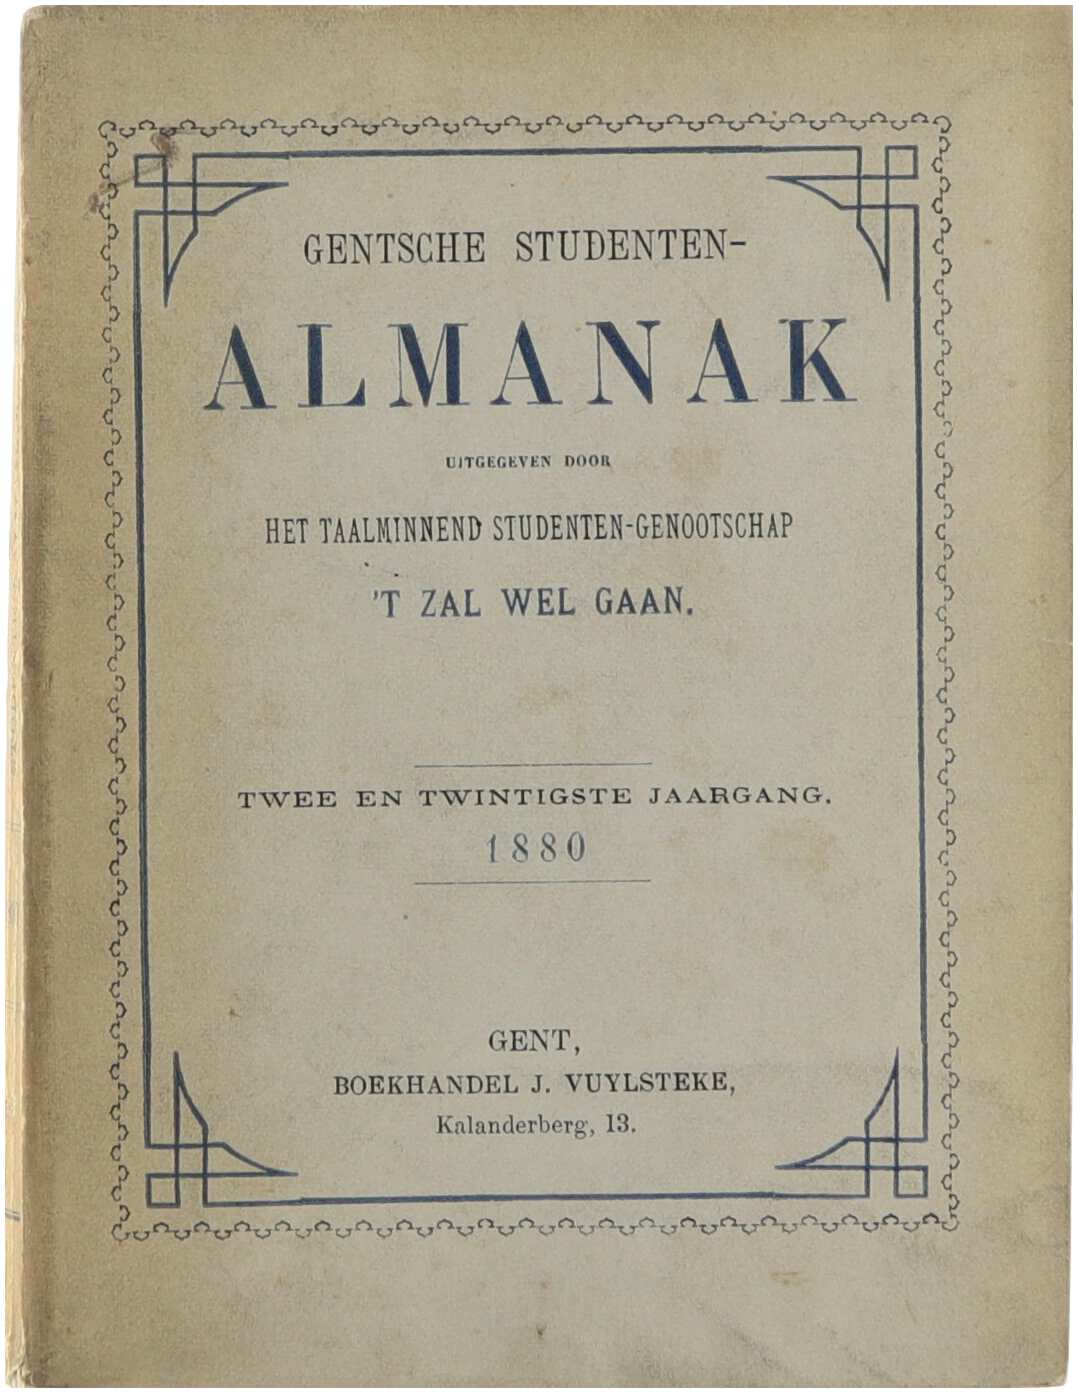 GENTSCHE STUDENTEN-
ALMANAK
UITGEGEVEN DOOR
HET TAALMINNEND STUDENTEN-GENOOTSCHAP
'T ZAL WEL GAAN.
TWEE EN TWINTIGSTE JAARGANG.
1880
GENT,
BOEKHANDEL J. VUYLSTEKE,
Kalanderberg, 13.